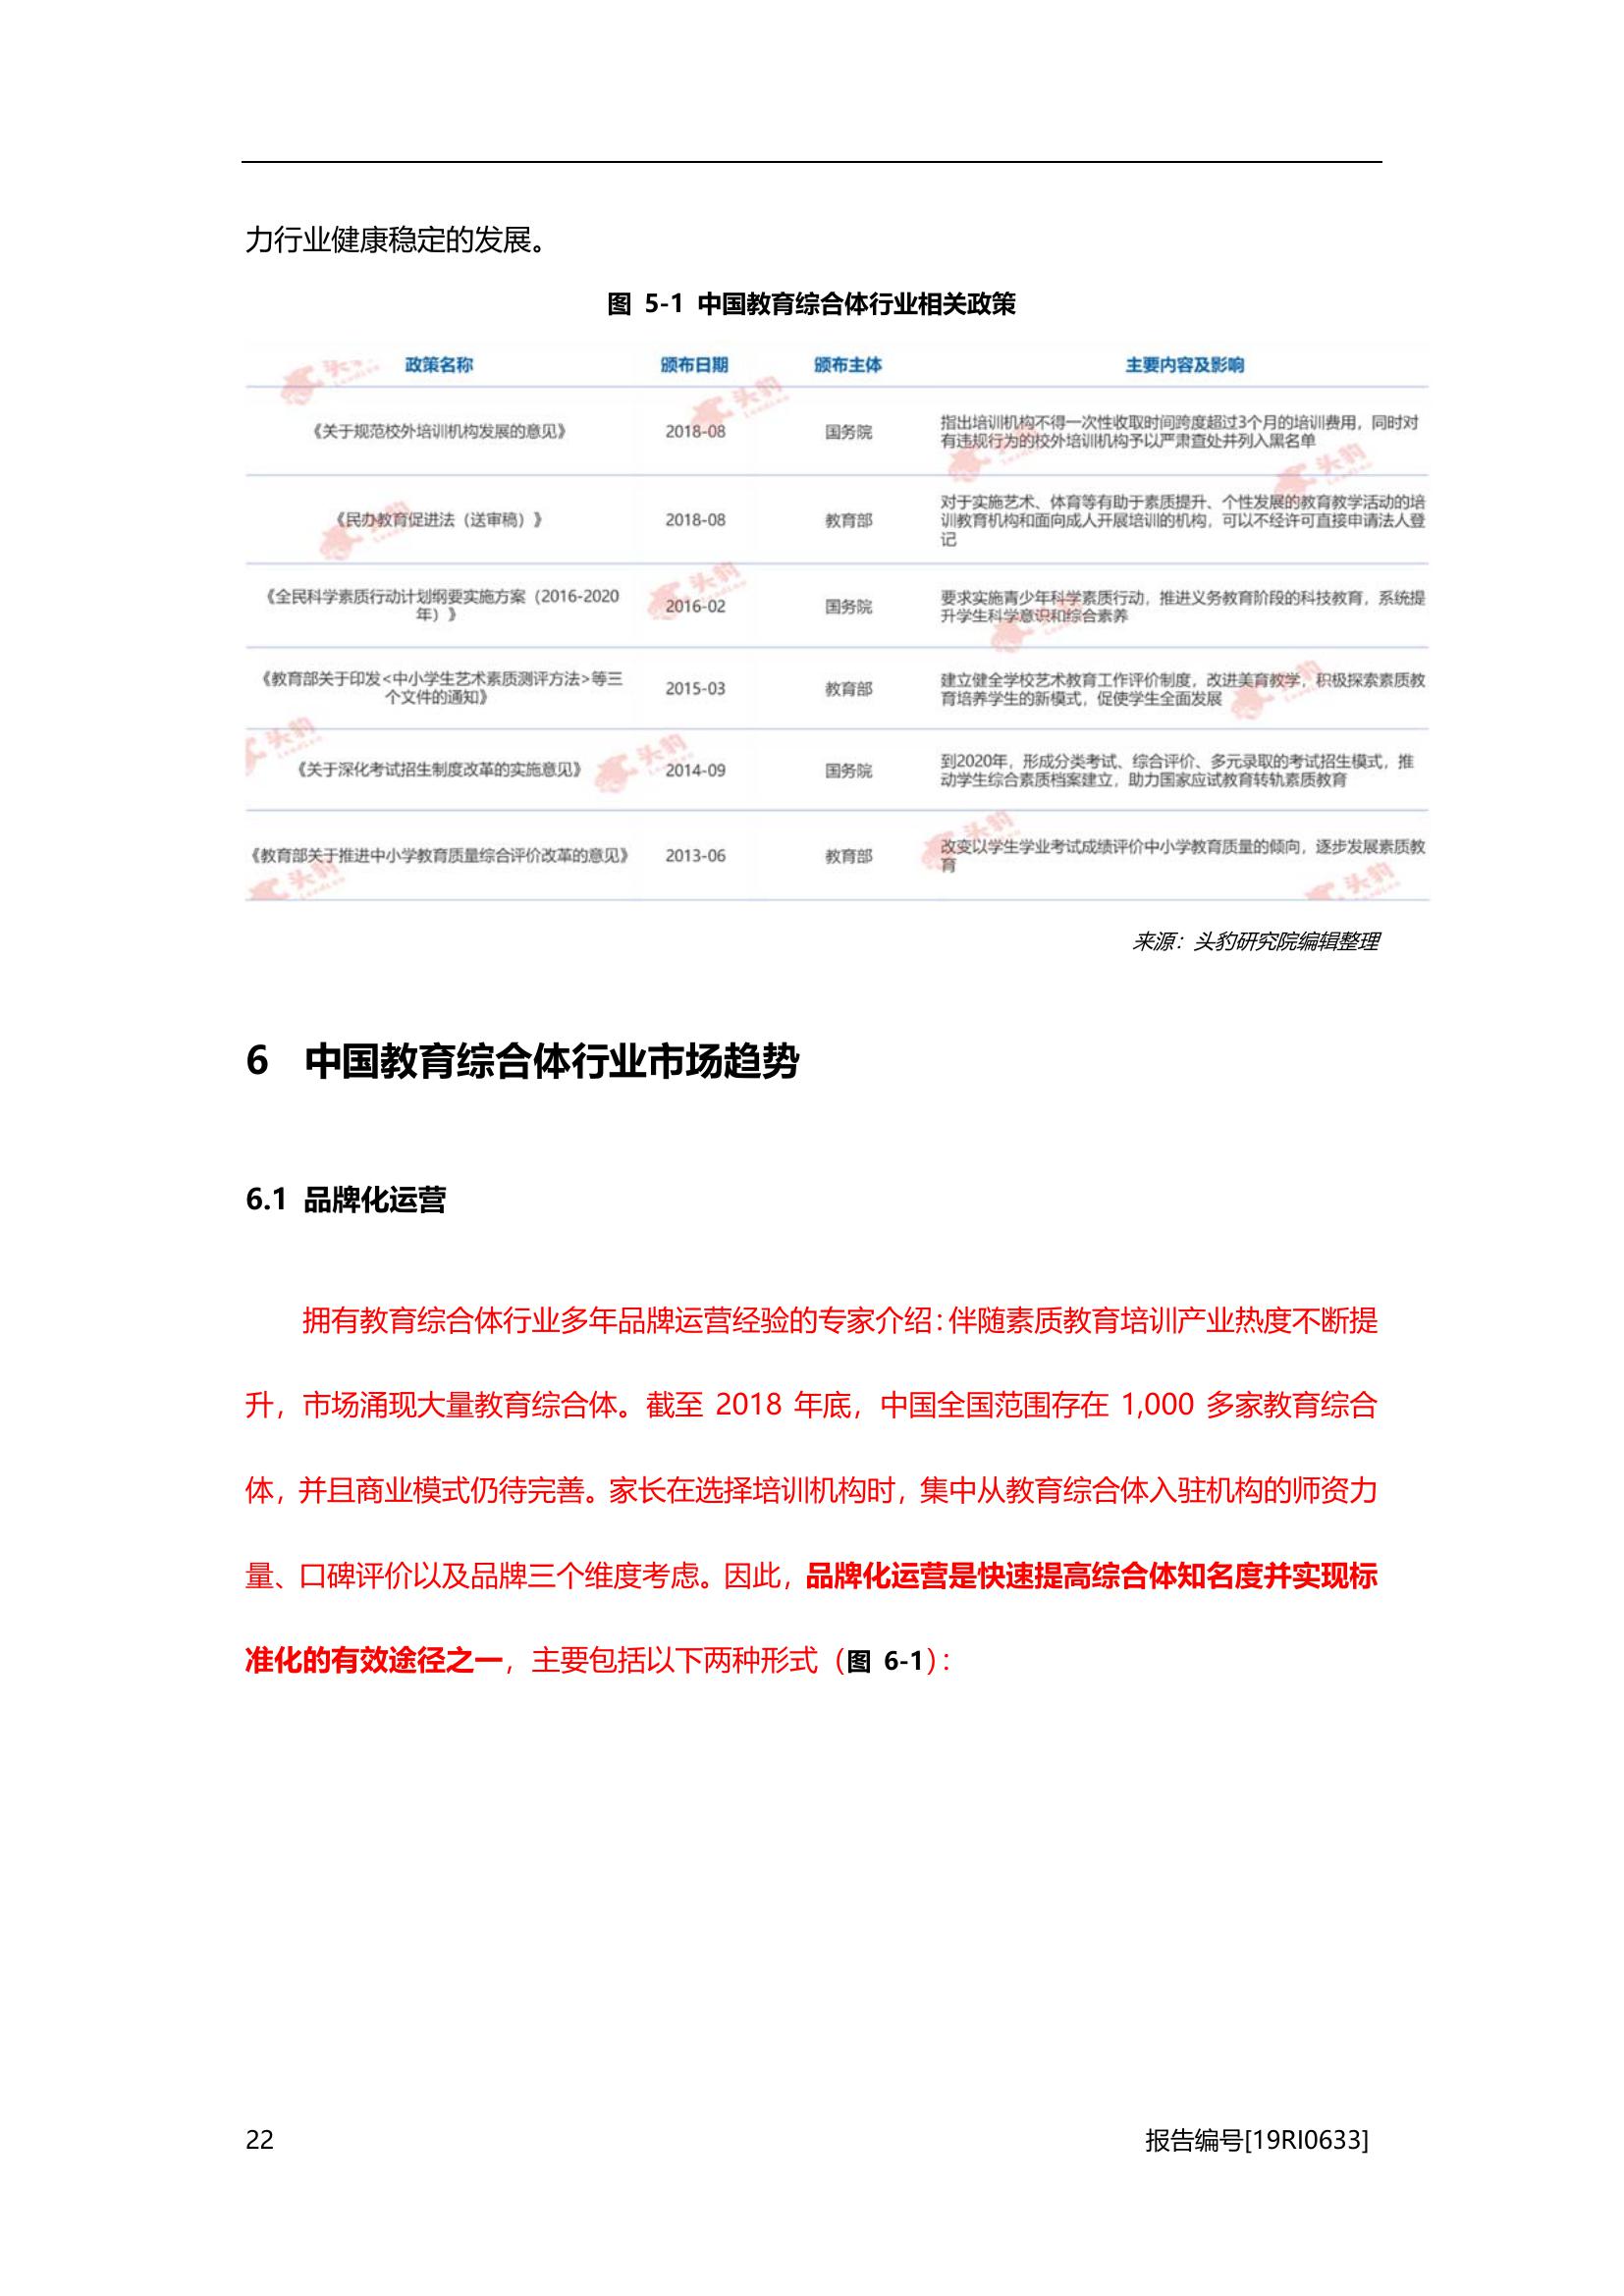 力行业健康稳定的发展。
图 5-1 中国教育综合体行业相关政策
政策名称 颁布日期 颁布主体 主要内容及影响
《关于规范校外培训机构发展的意见》 2018-08 国务院 指出培训机构不得一次性收取时间跨度超过3个月的培训费用，同时对
有违规行为的校外培训机构予以严肃查处并列入黑名单
《民办教育促进法（送审稿）》 2018-08 教育部 对于实施艺术、体育等有助于素质提升、个性发展的教育教学活动的培
训教育机构和面向成人开展培训的机构，可以不经许可直接申请法人登
记
《全民科学素质行动计划纲要实施方案（2016-2020
年）》 2016-02 国务院 要求实施青少年科学素质行动，推进义务教育阶段的科技教育，系统提
升学生科学意识和综合素养
《教育部关于印发<中小学生艺术素质测评方法>等三
个文件的通知》 2015-03 教育部 建立健全学校艺术教育工作评价制度，改进美育教学，积极探索素质教
育培养学生的新模式，促使学生全面发展
《关于深化考试招生制度改革的实施意见》 2014-09 国务院 到2020年，形成分类考试、综合评价、多元录取的考试招生模式，推
动学生综合素质档案建立，助力国家应试教育转轨素质教育
《教育部关于推进中小学教育质量综合评价改革的意见》 2013-06 教育部 改变以学生学业考试成绩评价中小学教育质量的倾向，逐步发展素质教
育
来源：头豹研究院编辑整理
6 中国教育综合体行业市场趋势
6.1 品牌化运营
拥有教育综合体行业多年品牌运营经验的专家介绍：伴随素质教育培训产业热度不断提
升，市场涌现大量教育综合体。截至 2018 年底，中国全国范围存在 1,000 多家教育综合
体，并且商业模式仍待完善。家长在选择培训机构时，集中从教育综合体入驻机构的师资力
量、口碑评价以及品牌三个维度考虑。因此，品牌化运营是快速提高综合体知名度并实现标
准化的有效途径之一，主要包括以下两种形式（图 6-1）：
22 报告编号[19RI0633]